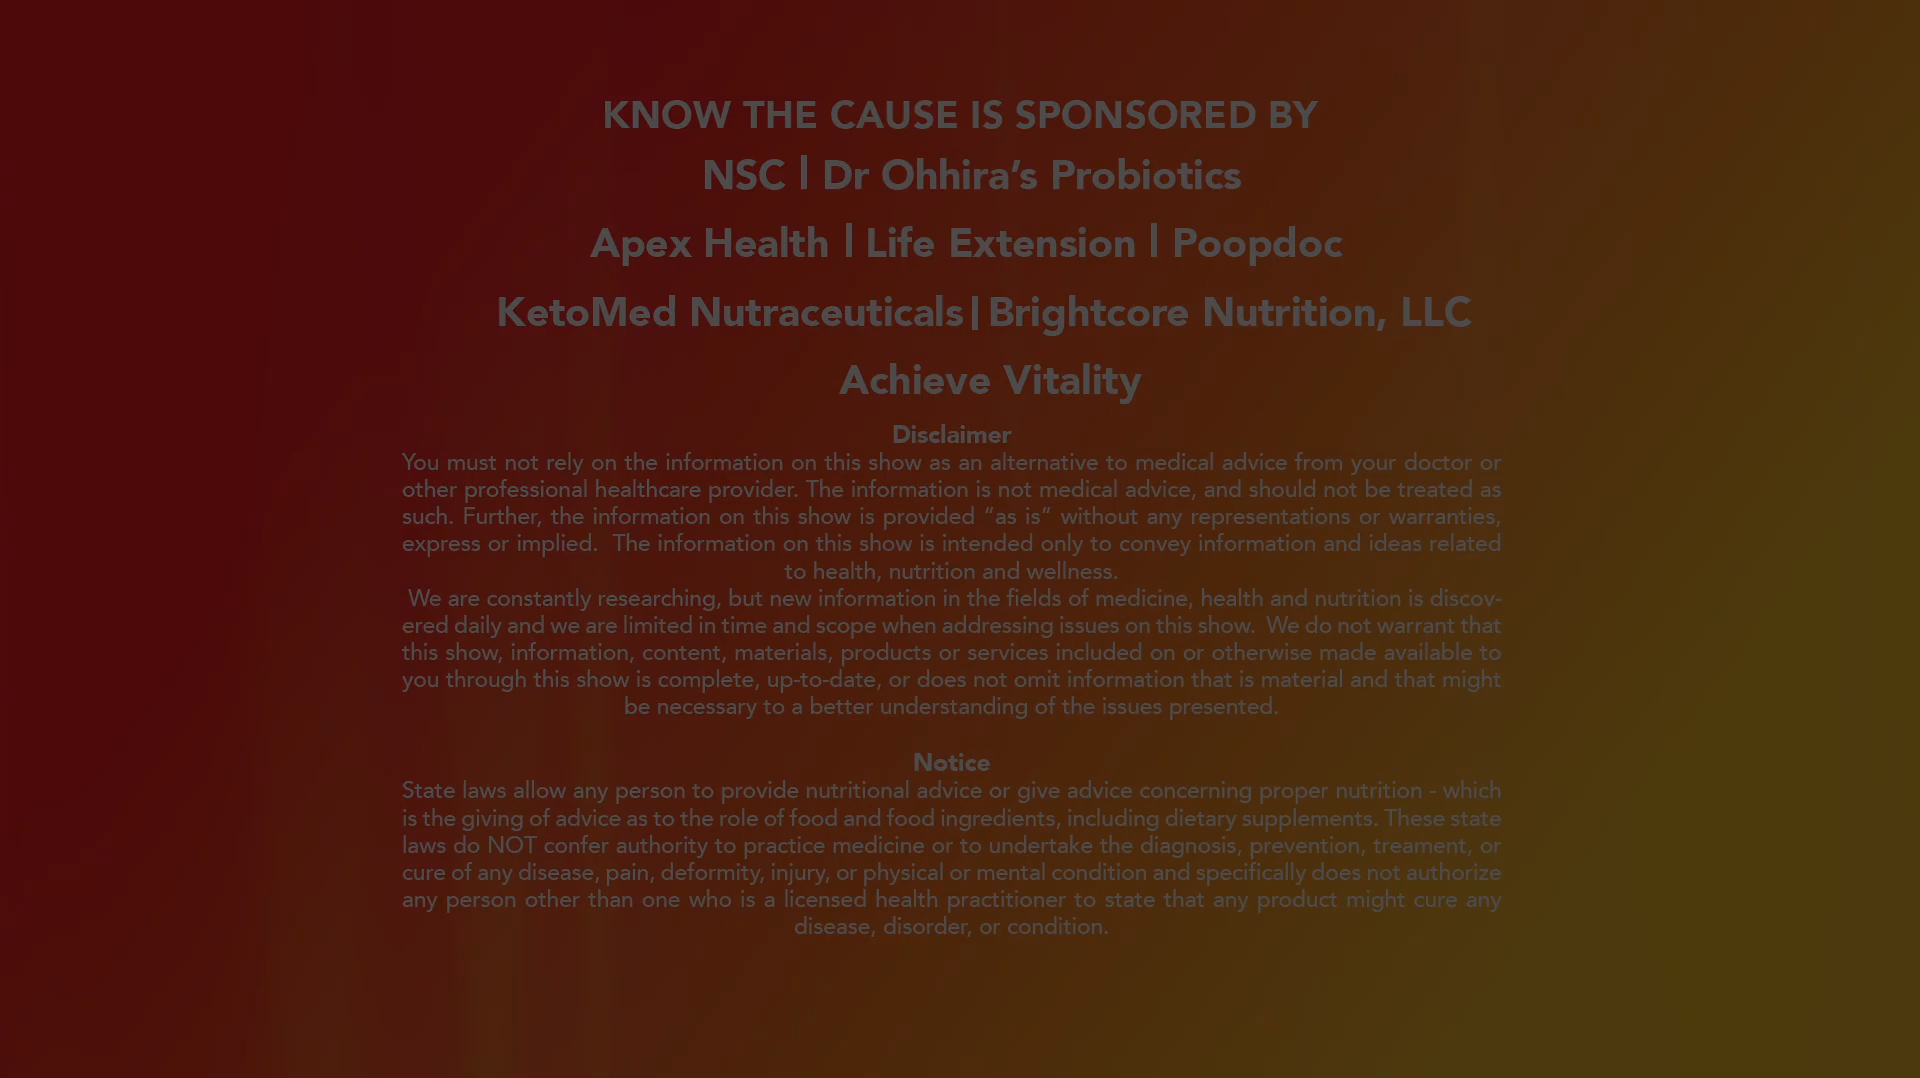 KNOW THE CAUSE IS SPONSORED BY
NSC | Dr Ohhira’s Probiotics
Apex Health | Life Extension | Poopdoc
KetoMed Nutraceuticals | Brightcore Nutrition, LLC
Achieve Vitality
Disclaimer
You must not rely on the information on this show as an alternative to medical advice from your doctor or
other professional healthcare provider. The information is not medical advice, and should not be treated as
such. Further, the information on this show is provided “as is” without any representations or warranties,
express or implied.  The information on this show is intended only to convey information and ideas related
to health, nutrition and wellness.
We are constantly researching, but new information in the fields of medicine, health and nutrition is discov-
ered daily and we are limited in time and scope when addressing issues on this show.  We do not warrant that
this show, information, content, materials, products or services included on or otherwise made available to
you through this show is complete, up-to-date, or does not omit information that is material and that might
be necessary to a better understanding of the issues presented.
Notice
State laws allow any person to provide nutritional advice or give advice concerning proper nutrition - which
is the giving of advice as to the role of food and food ingredients, including dietary supplements. These state
laws do NOT confer authority to practice medicine or to undertake the diagnosis, prevention, treament, or
cure of any disease, pain, deformity, injury, or physical or mental condition and specifically does not authorize
any person other than one who is a licensed health practitioner to state that any product might cure any
disease, disorder, or condition.